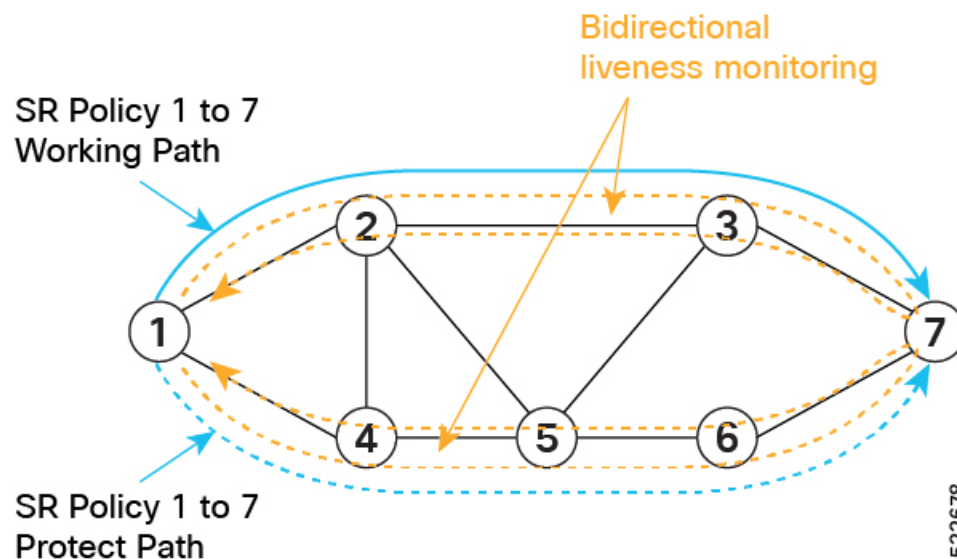 Bidirectional
liveness monitoring
SR Policy 1 to 7
Working Path
2
3
1
7
4
5
6
SR Policy 1 to 7
Protect Path